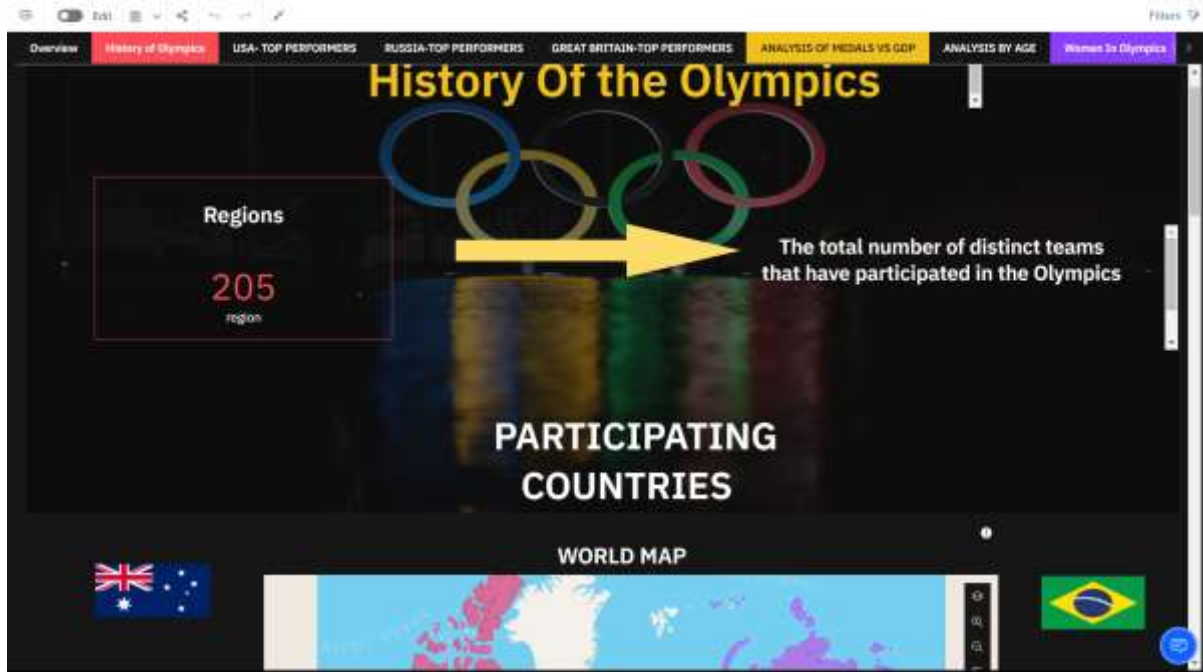 Edit
Filters
Overview
History of Olympics
USA- TOP PERFORMERS
RUSSIA-TOP PERFORMERS
GREAT BRITAIN-TOP PERFORMERS
ANALYSIS OF MEDALS VS GDP
ANALYSIS BY AGE
Women In Olympics
History Of the Olympics
Regions
205
region
The total number of distinct teams
that have participated in the Olympics
PARTICIPATING
COUNTRIES
WORLD MAP